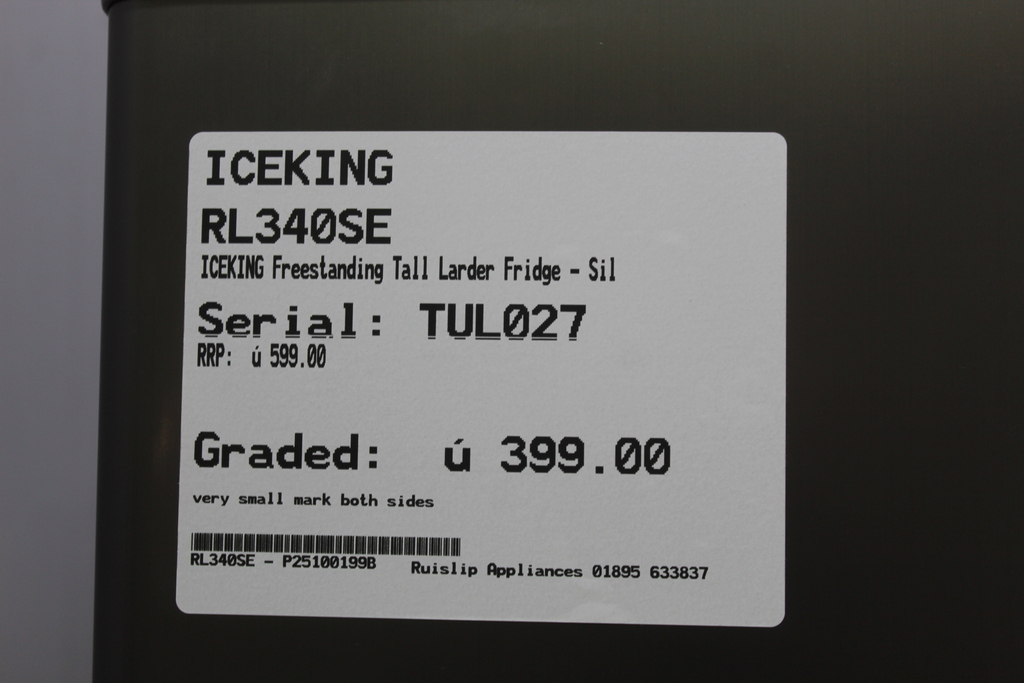 ICEKING
RL340SE
ICEKING Freestanding Tall Larder Fridge - Sil
Serial: TUL027
RRP: ú 599.00
Graded: ú 399.00
very small mark both sides
RL340SE - P25100199B
Ruislip Appliances 01895 633837